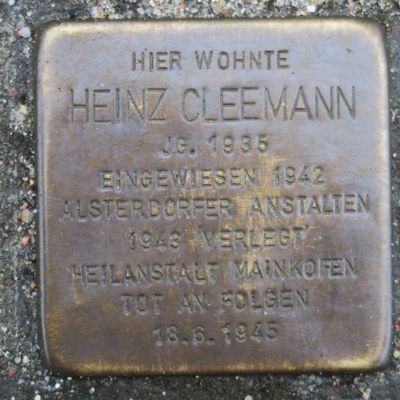 HIER WOHNTE
HEINZ CLEEMANN
JG. 1935
EINGEWIESEN 1942
ALSTERDORFER ANSTALTEN
1943 'VERLEGT'
HEILANSTALT MAINKOFEN
TOT AN FOLGEN
18.6.1945